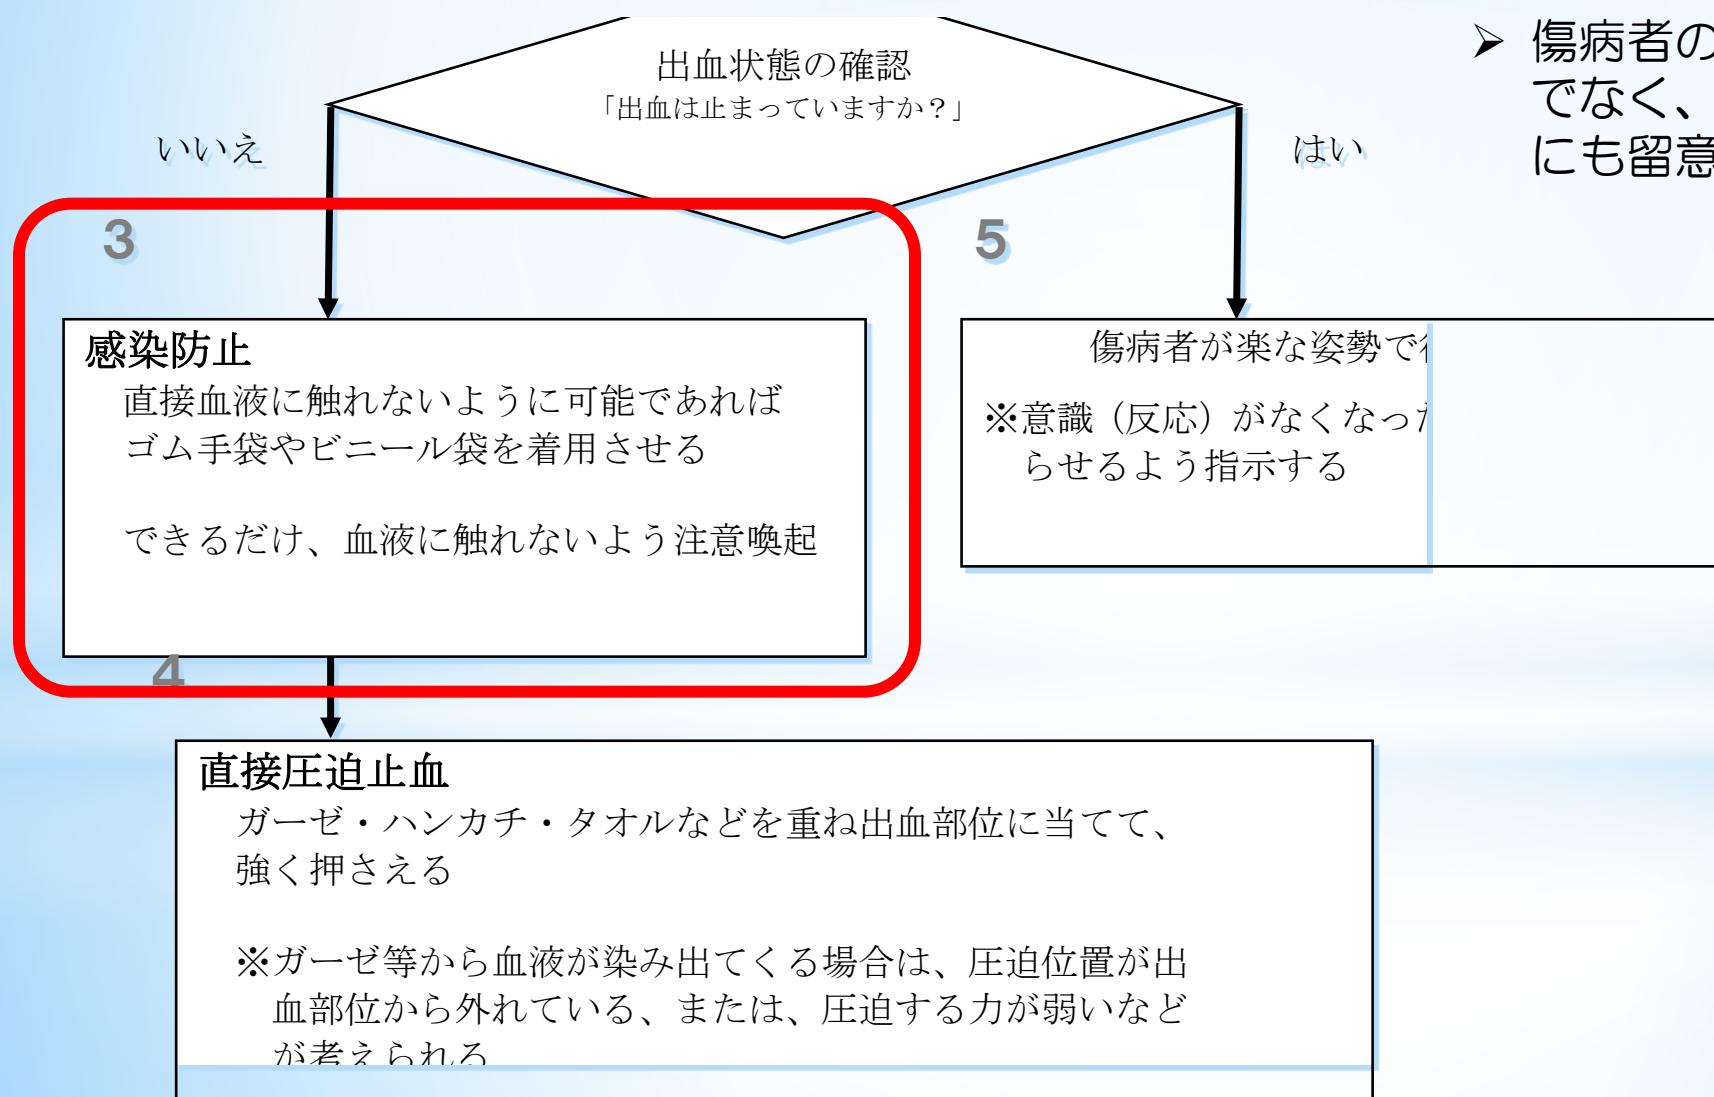 出血状態の確認
「出血は止まっていますか？」
いいえ
はい
➢ 傷病者の
でなく、
にも留意
3
感染防止
直接血液に触れないように可能であれば
ゴム手袋やビニール袋を着用させる
できるだけ、血液に触れないよう注意喚起
5
傷病者が楽な姿勢で
※意識（反応）がなくなった
らせるよう指示する
4
直接圧迫止血
ガーゼ・ハンカチ・タオルなどを重ね出血部位に当てて、
強く押さえる
※ガーゼ等から血液が染み出てくる場合は、圧迫位置が出
血部位から外れている、または、圧迫する力が弱いなど
が考えられる